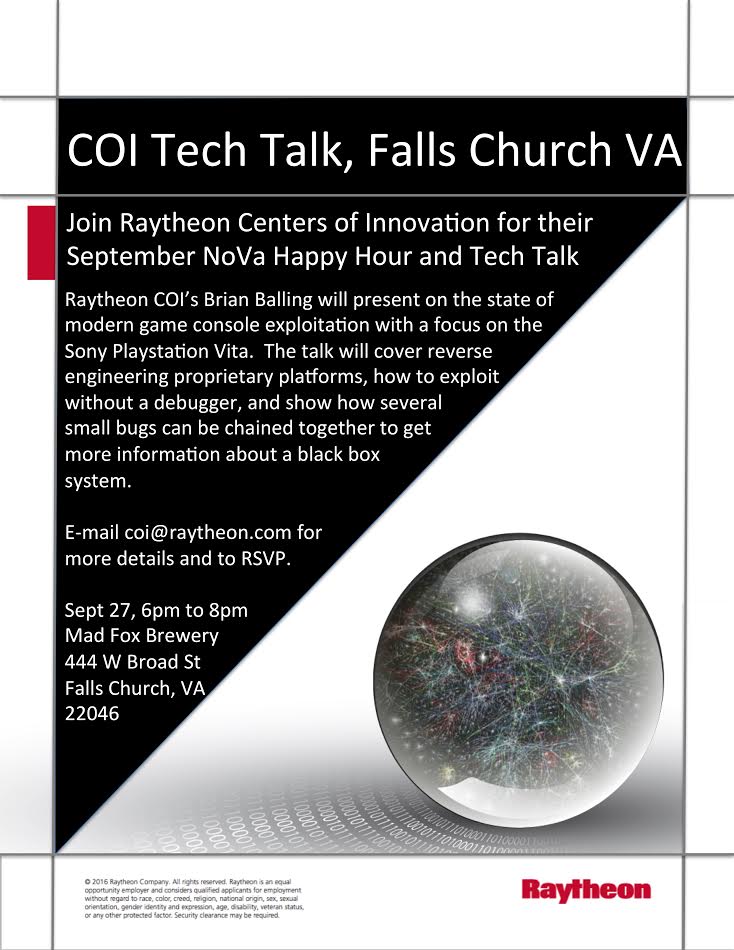 COI Tech Talk, Falls Church VA
Join Raytheon Centers of Innovation for their
September NoVa Happy Hour and Tech Talk
Raytheon COI’s Brian Balling will present on the state of
modern game console exploitation with a focus on the
Sony Playstation Vita.  The talk will cover reverse
engineering proprietary platforms, how to exploit
without a debugger, and show how several
small bugs can be chained together to get
more information about a black box
system.
E-mail coi@raytheon.com for
more details and to RSVP.
Sept 27, 6pm to 8pm
Mad Fox Brewery
444 W Broad St
Falls Church, VA
22046
© 2016 Raytheon Company. All rights reserved. Raytheon is an equal
opportunity employer and considers qualified applicants for employment
without regard to race, color, creed, religion, national origin, sex, sexual
orientation, gender identity and expression, age, disability, veteran status,
or any other protected factor. Security clearance may be required.
Raytheon